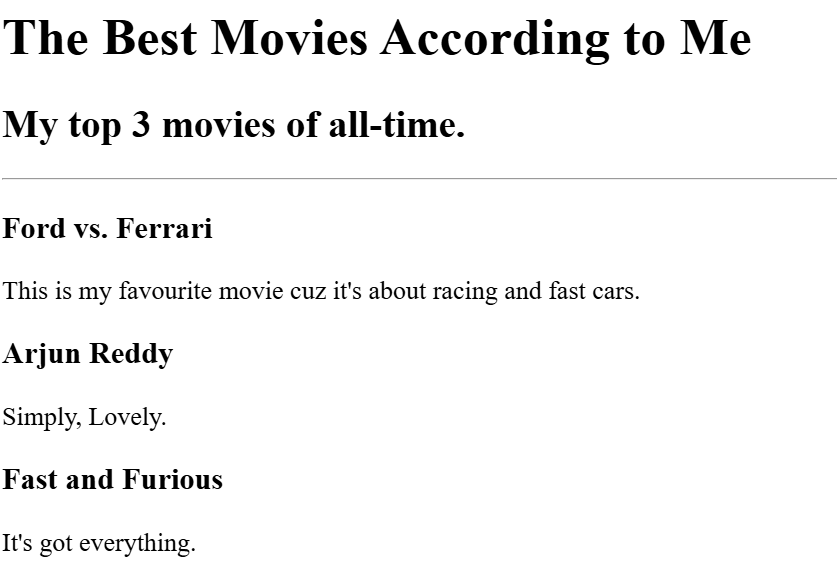 The Best Movies According to Me
My top 3 movies of all-time.
Ford vs. Ferrari
This is my favourite movie cuz it's about racing and fast cars.
Arjun Reddy
Simply, Lovely.
Fast and Furious
It's got everything.